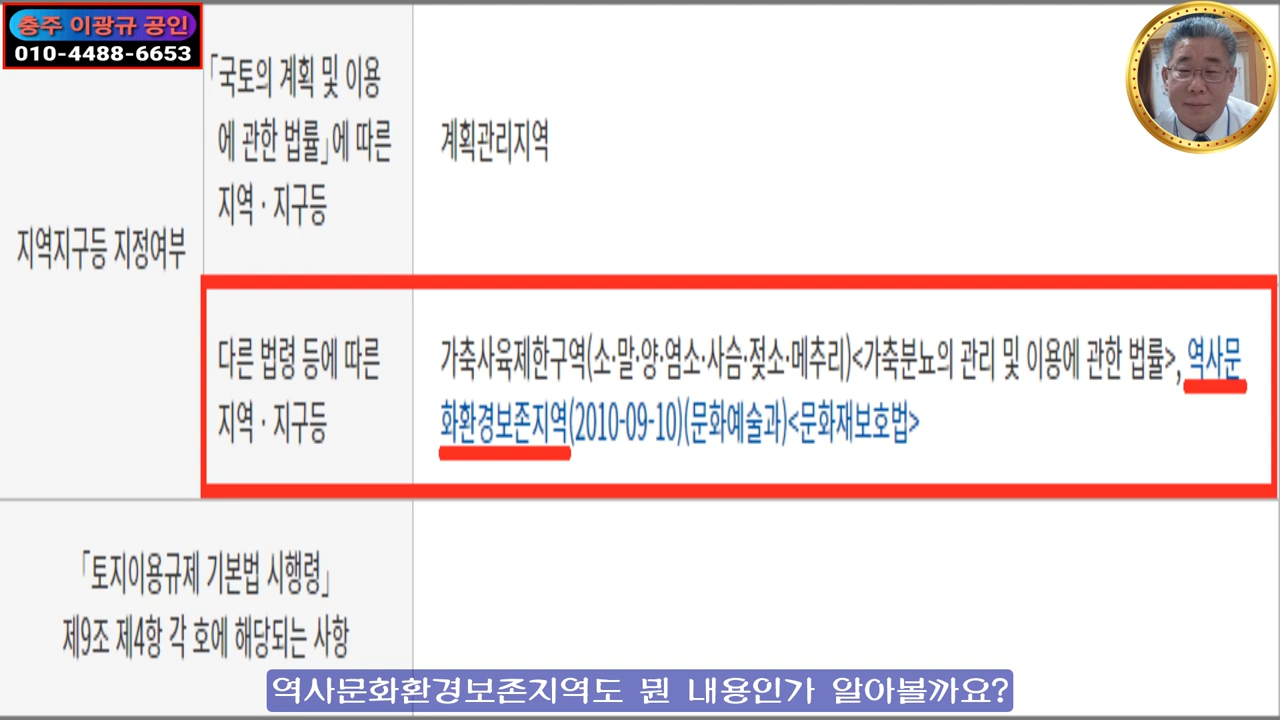 충주 이광규 공인
010-4488-6653
「국토의 계획 및 이용
에 관한 법률」에 따른
지역 · 지구등
계획관리지역
지역지구등 지정여부
다른 법령 등에 따른
지역 · 지구등
가축사육제한구역(소·말·양·염소·사슴·젖소·메추리)<가축분뇨의 관리 및 이용에 관한 법률>, 역사문
화환경보존지역(2010-09-10)(문화예술과)<문화재보호법>
「토지이용규제 기본법 시행령」
제9조 제4항 각 호에 해당되는 사항
역사문화환경보존지역도 뭔 내용인가 알아볼까요?